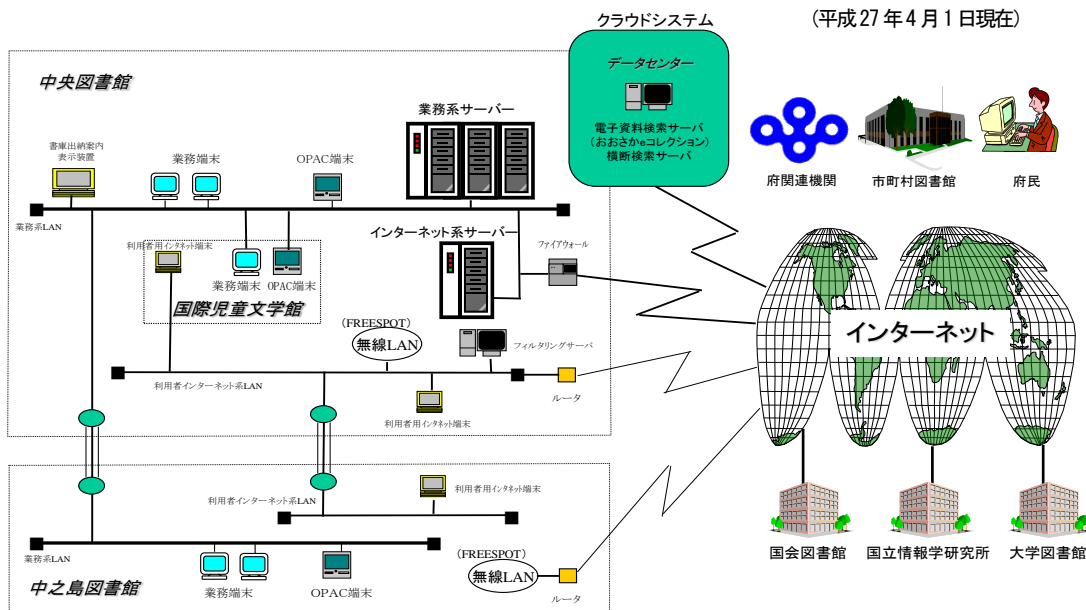 クラウドシステム
(平成27年4月1日現在)
中央図書館
データセンター
業務系サーバー
電子資料検索サーバ
(おおさかeコレクション)
横断検索サーバ
書庫出納案内
表示装置
業務端末
OPAC端末
府関連機関
市町村図書館
府民
業務系LAN
利用者用インタネット端末
インターネット系サーバー
ファイアウォール
業務端末
OPAC端末
国際児童文学館
(FREESPOT)
無線LAN
フィルタリングサーバ
インターネット
利用者インターネット系LAN
ルータ
利用者用インタネット端末
利用者用インタネット端末
利用者インターネット系LAN
業務系LAN
(FREESPOT)
無線LAN
国会図書館
国立情報学研究所
大学図書館
中之島図書館
業務端末
OPAC端末
ルータ